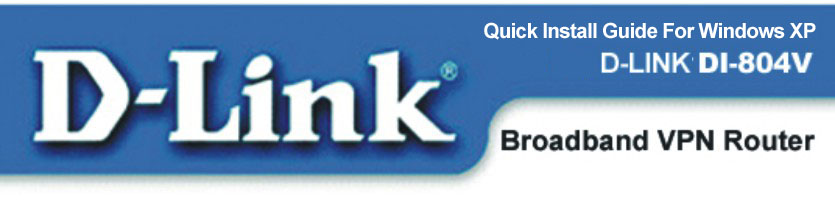 Quick Install Guide For Windows XP
D-LINK DI-804V
D-Link®
Broadband VPN Router